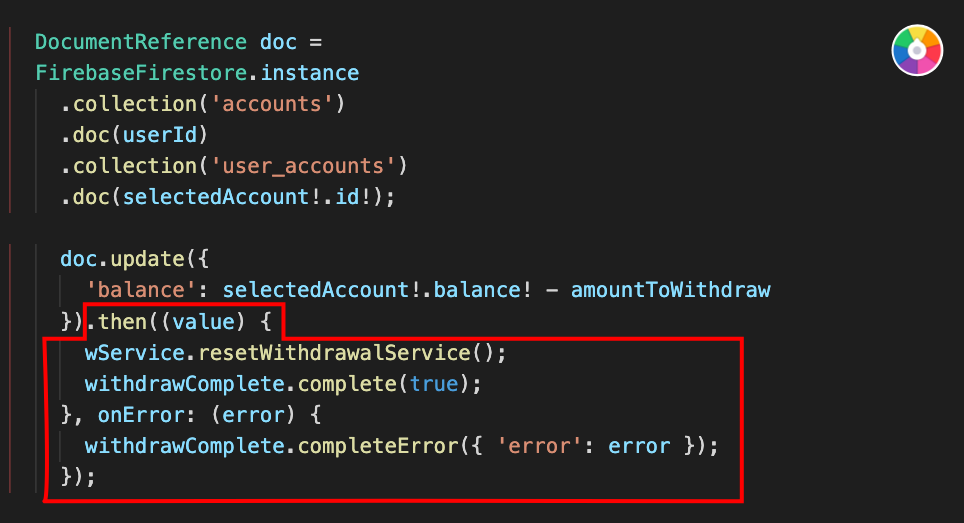 DocumentReference doc =
FirebaseFirestore.instance
.collection('accounts')
.doc(userId)
.collection('user_accounts')
.doc(selectedAccount!.id!);
doc.update({
'balance': selectedAccount!.balance! - amountToWithdraw
}).then((value) {
wService.resetWithdrawalService();
withdrawComplete.complete(true);
}, onError: (error) {
withdrawComplete.completeError({ 'error': error });
});